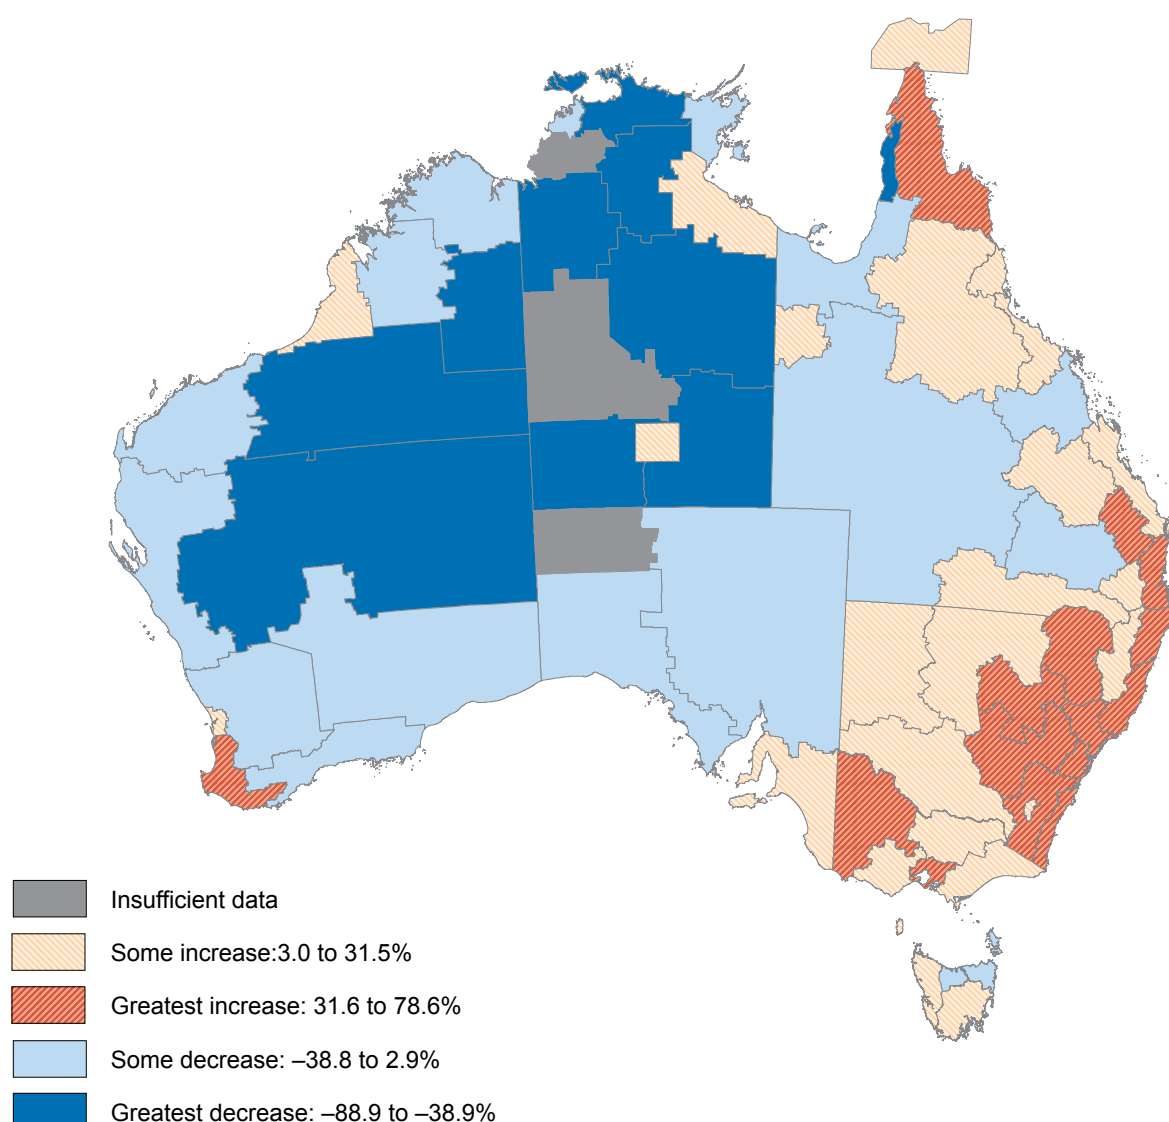 Insufficient data
Some increase:3.0 to 31.5%
Greatest increase: 31.6 to 78.6%
Some decrease: –38.8 to 2.9%
Greatest decrease: –88.9 to –38.9%